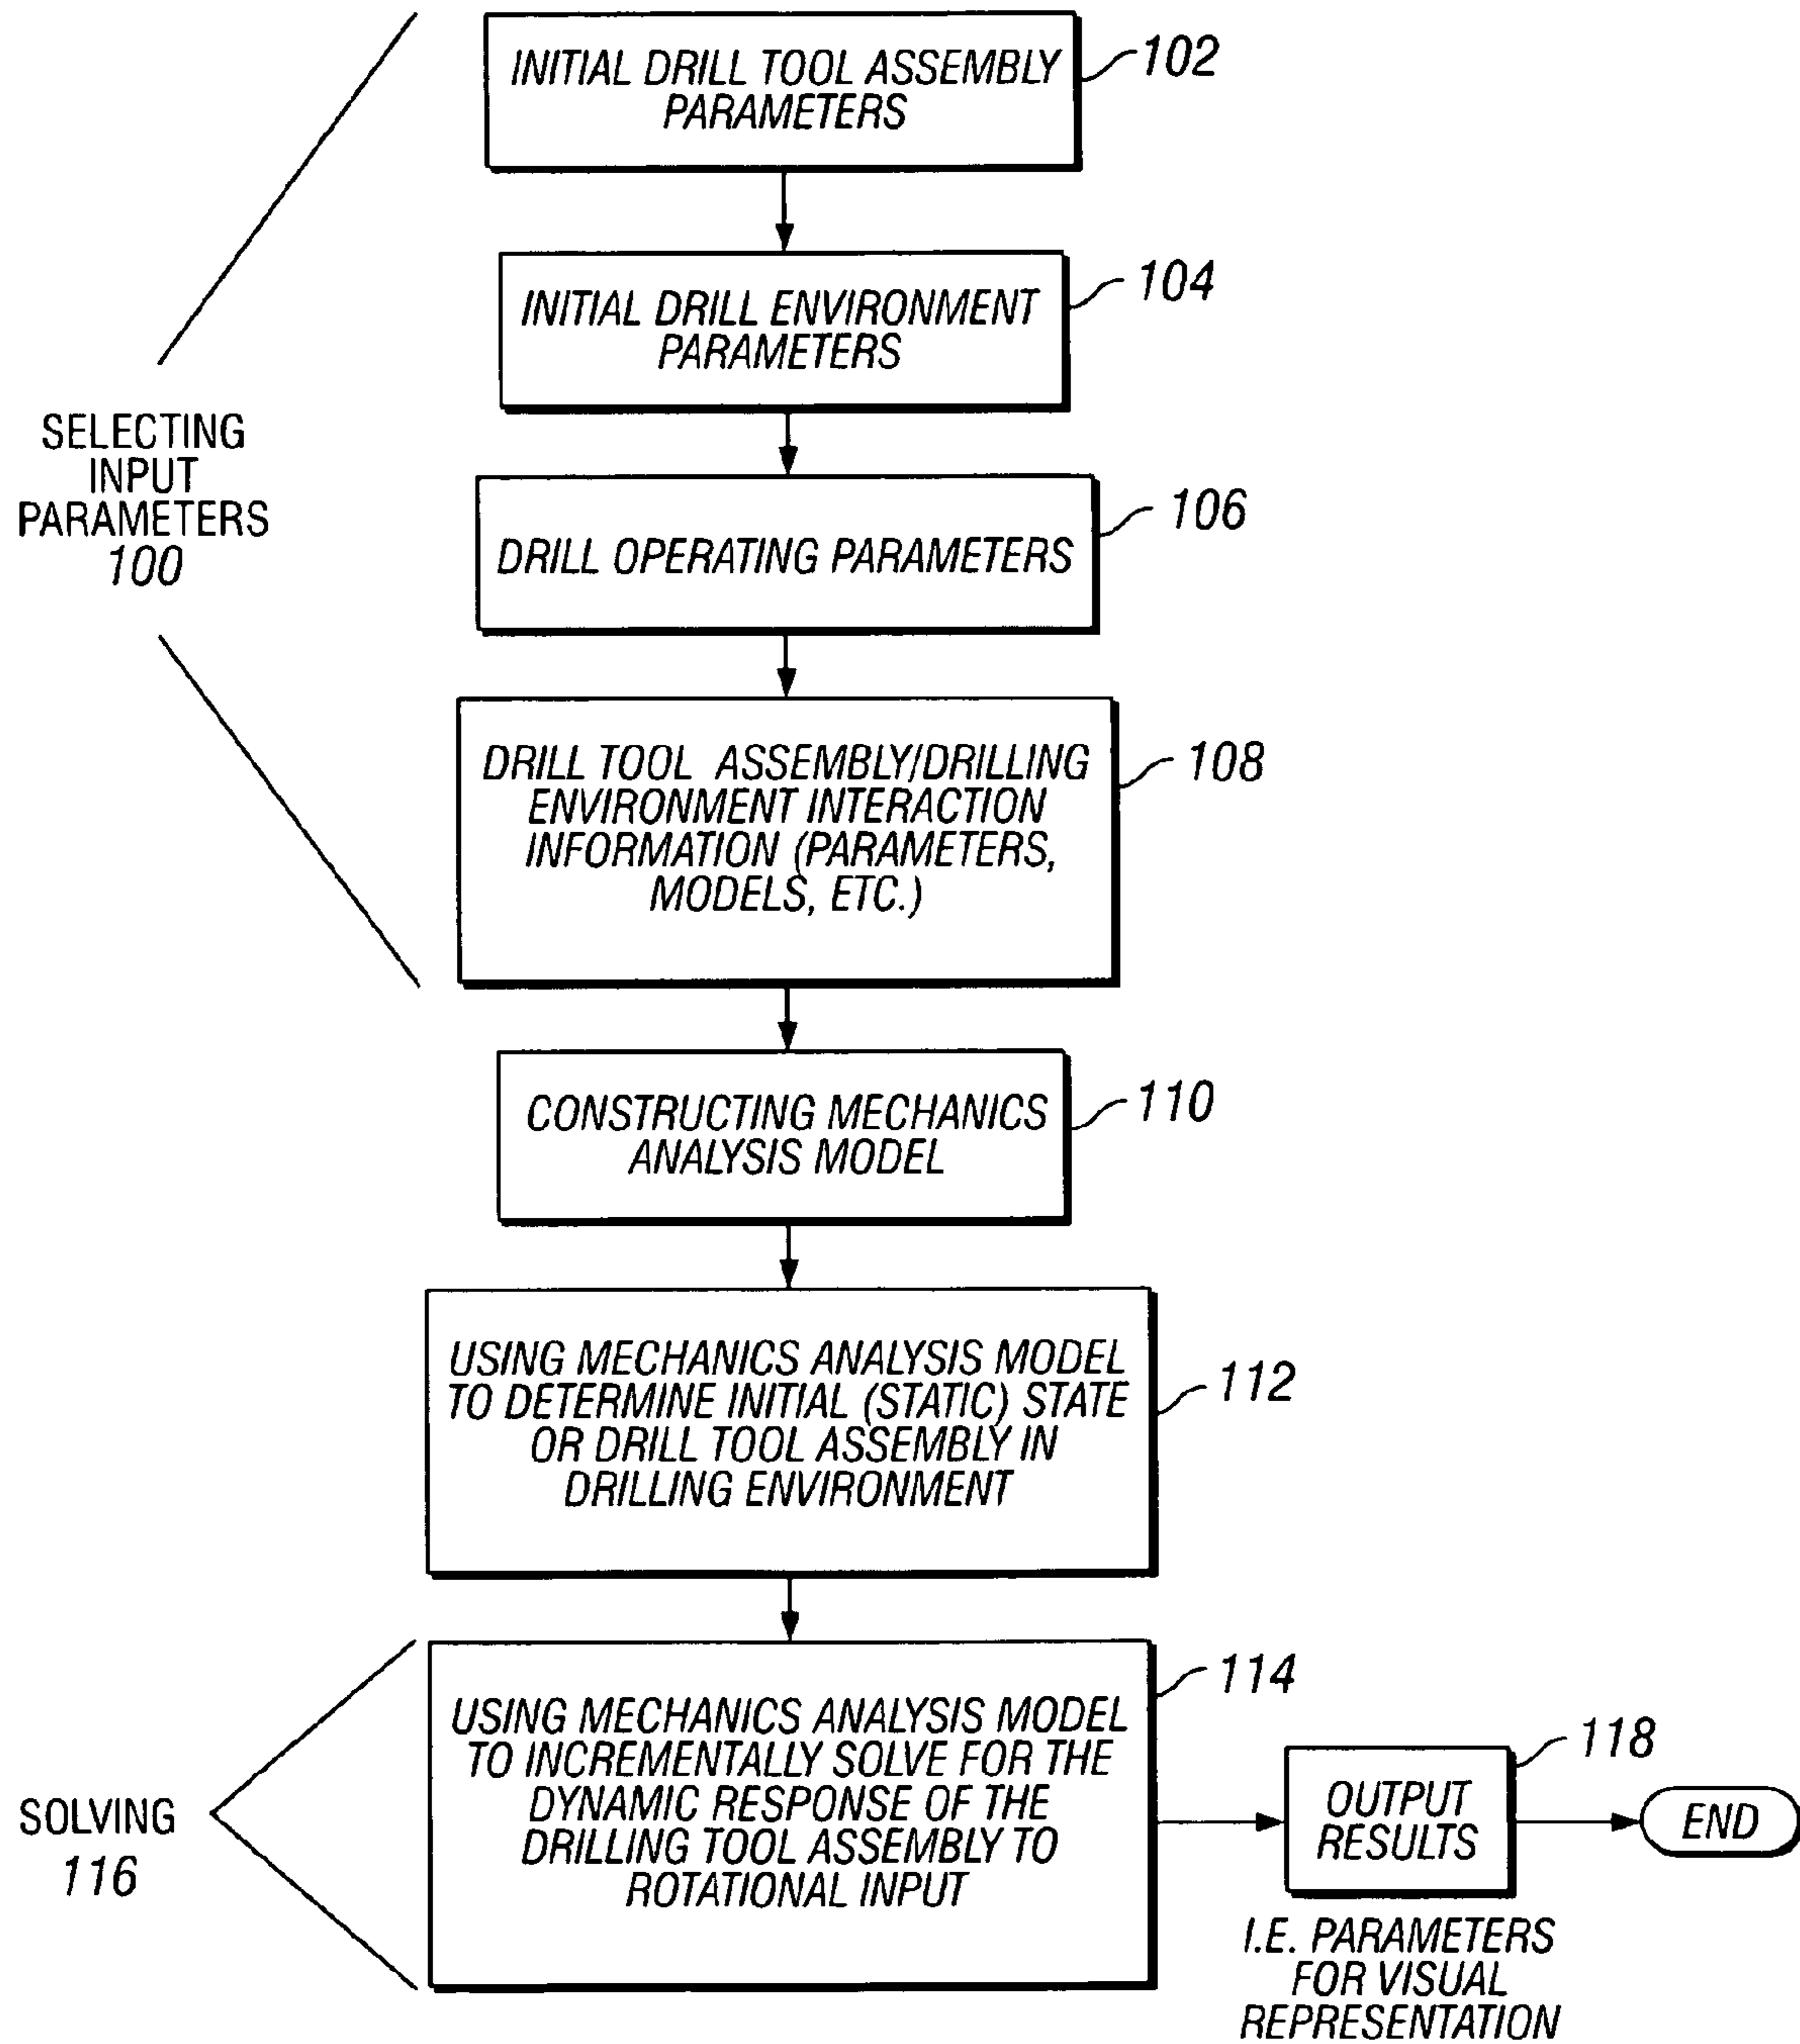 INITIAL DRILL TOOL ASSEMBLY
PARAMETERS
102
INITIAL DRILL ENVIRONMENT
PARAMETERS
104
SELECTING
INPUT
PARAMETERS
100
DRILL OPERATING PARAMETERS
106
DRILL TOOL ASSEMBLY/DRILLING
ENVIRONMENT INTERACTION
INFORMATION (PARAMETERS,
MODELS, ETC.)
108
CONSTRUCTING MECHANICS
ANALYSIS MODEL
110
USING MECHANICS ANALYSIS MODEL
TO DETERMINE INITIAL (STATIC) STATE
OR DRILL TOOL ASSEMBLY IN
DRILLING ENVIRONMENT
112
SOLVING
116
USING MECHANICS ANALYSIS MODEL
TO INCREMENTALLY SOLVE FOR THE
DYNAMIC RESPONSE OF THE
DRILLING TOOL ASSEMBLY TO
ROTATIONAL INPUT
114
OUTPUT
RESULTS
118
END
I.E. PARAMETERS
FOR VISUAL
REPRESENTATION